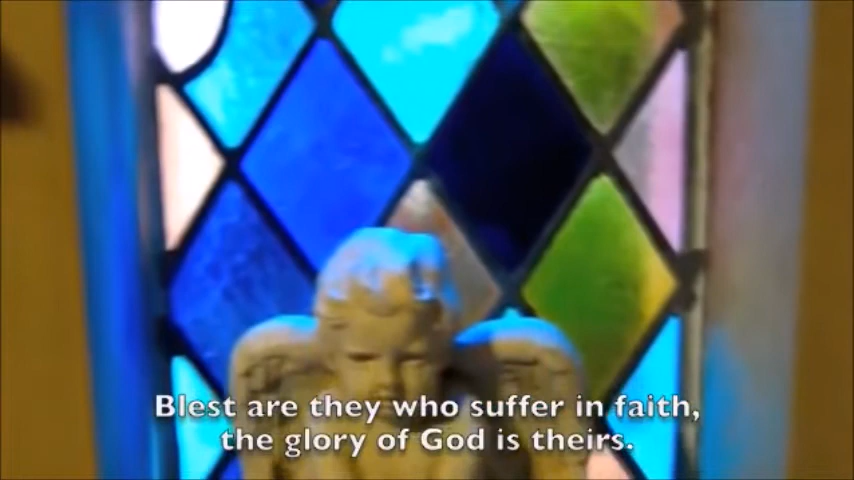 Blest are they who suffer in faith,
the glory of God is theirs.